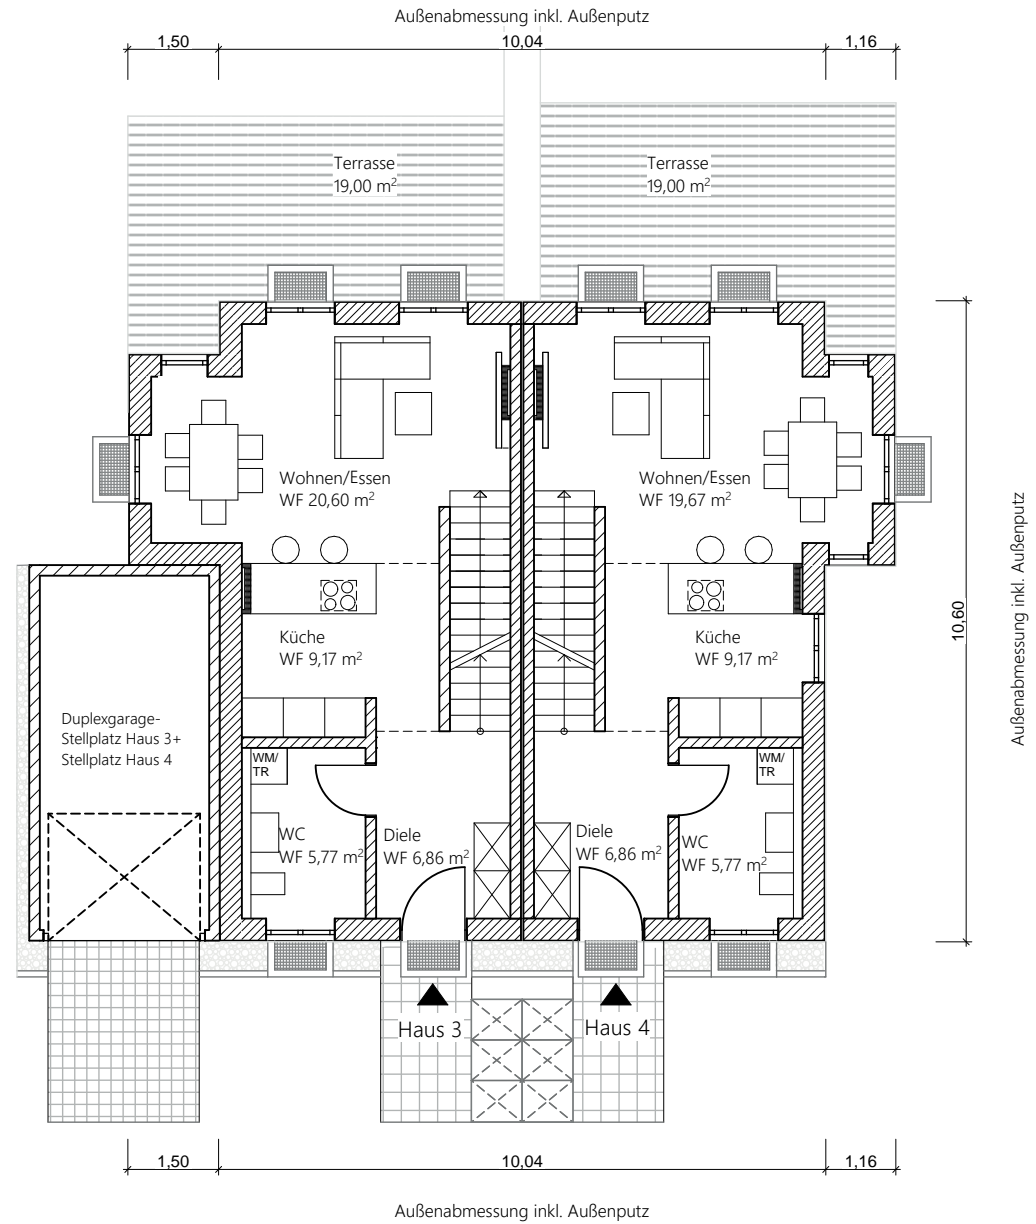 Außenabmessung inkl. Außenputz
1,50
10,04
1,16
Terrasse
19,00 m²
Terrasse
19,00 m²
Wohnen/Essen
WF 20,60 m²
Wohnen/Essen
WF 19,67 m²
Außenabmessung inkl. Außenputz
10,60
Küche
WF 9,17 m²
Küche
WF 9,17 m²
Duplexgarage-
Stellplatz Haus 3+
Stellplatz Haus 4
WM/
TR
WM/
TR
WC
WF 5,77 m²
Diele
WF 6,86 m²
Diele
WF 6,86 m²
WC
WF 5,77 m²
Haus 3
Haus 4
1,50
10,04
1,16
Außenabmessung inkl. Außenputz